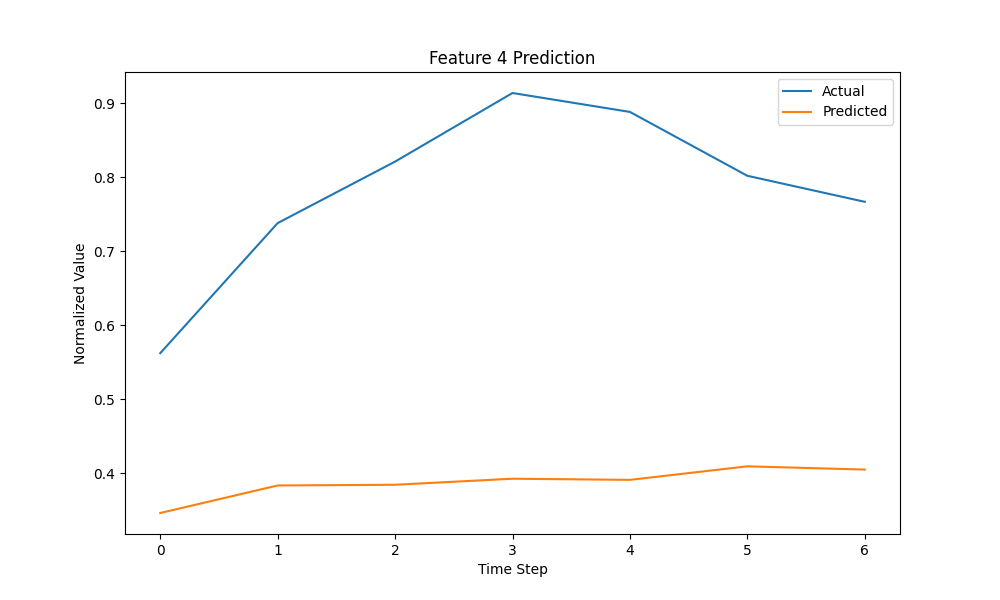 Feature 4 Prediction
Actual
Predicted
0.9
0.8
0.7
0.6
0.5
0.4
Normalized Value
0 1 2 3 4 5 6
Time Step